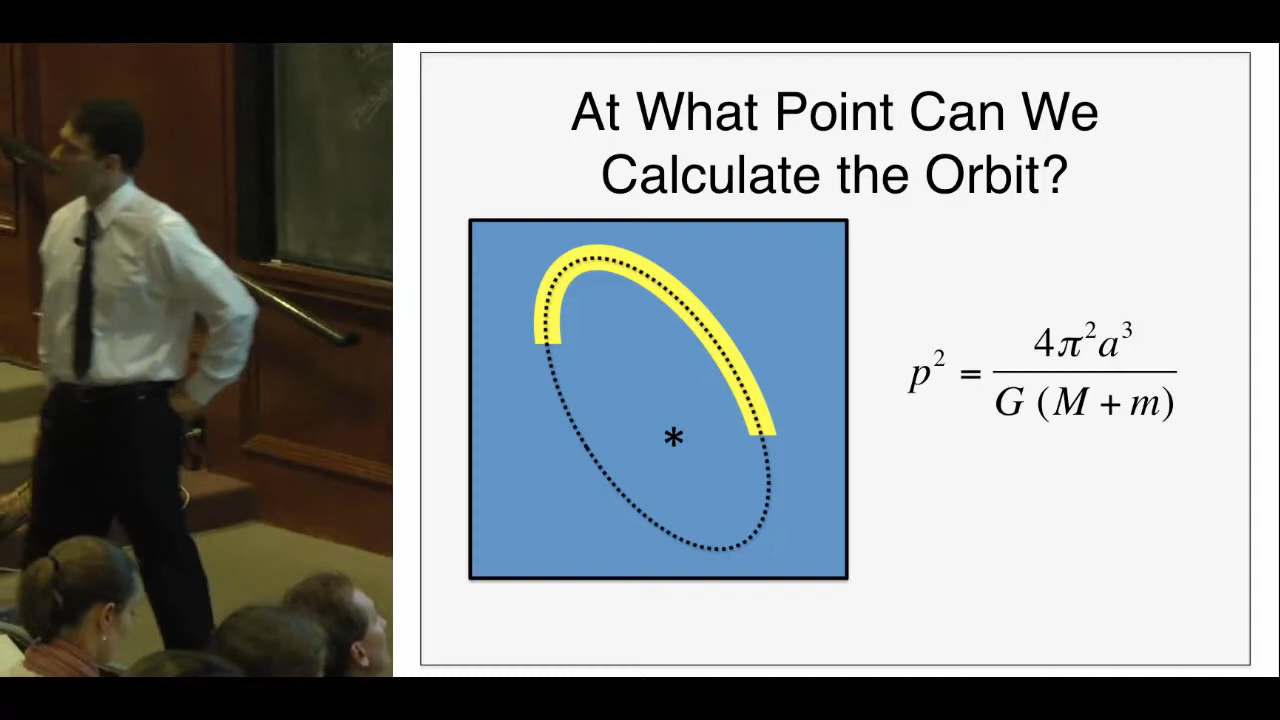 At What Point Can We
Calculate the Orbit?
*
p² = 4π²a³ / G (M + m)